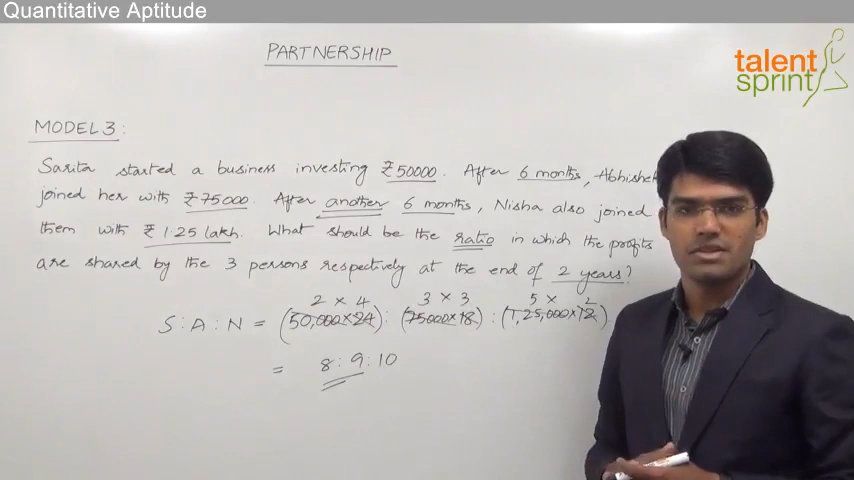 Quantitative Aptitude
PARTNERSHIP
talent
sprint
MODEL 3:
Sarita started a business investing ₹50000. After 6 months, Abhishek
joined her with ₹75000. After another 6 months, Nisha also joined
them with ₹1.25 lakh. What should be the ratio in which the profits
are shared by the 3 persons respectively at the end of 2 years?
2 × 4 3 × 3 5 × 2
S:A:N = (50,000×24) : (75000×18) : (1,25,000×12)
= 8:9:10